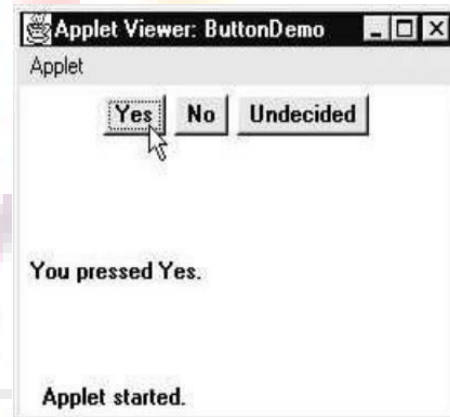 Applet Viewer: ButtonDemo
Applet
Yes No Undecided
You pressed Yes.
Applet started.